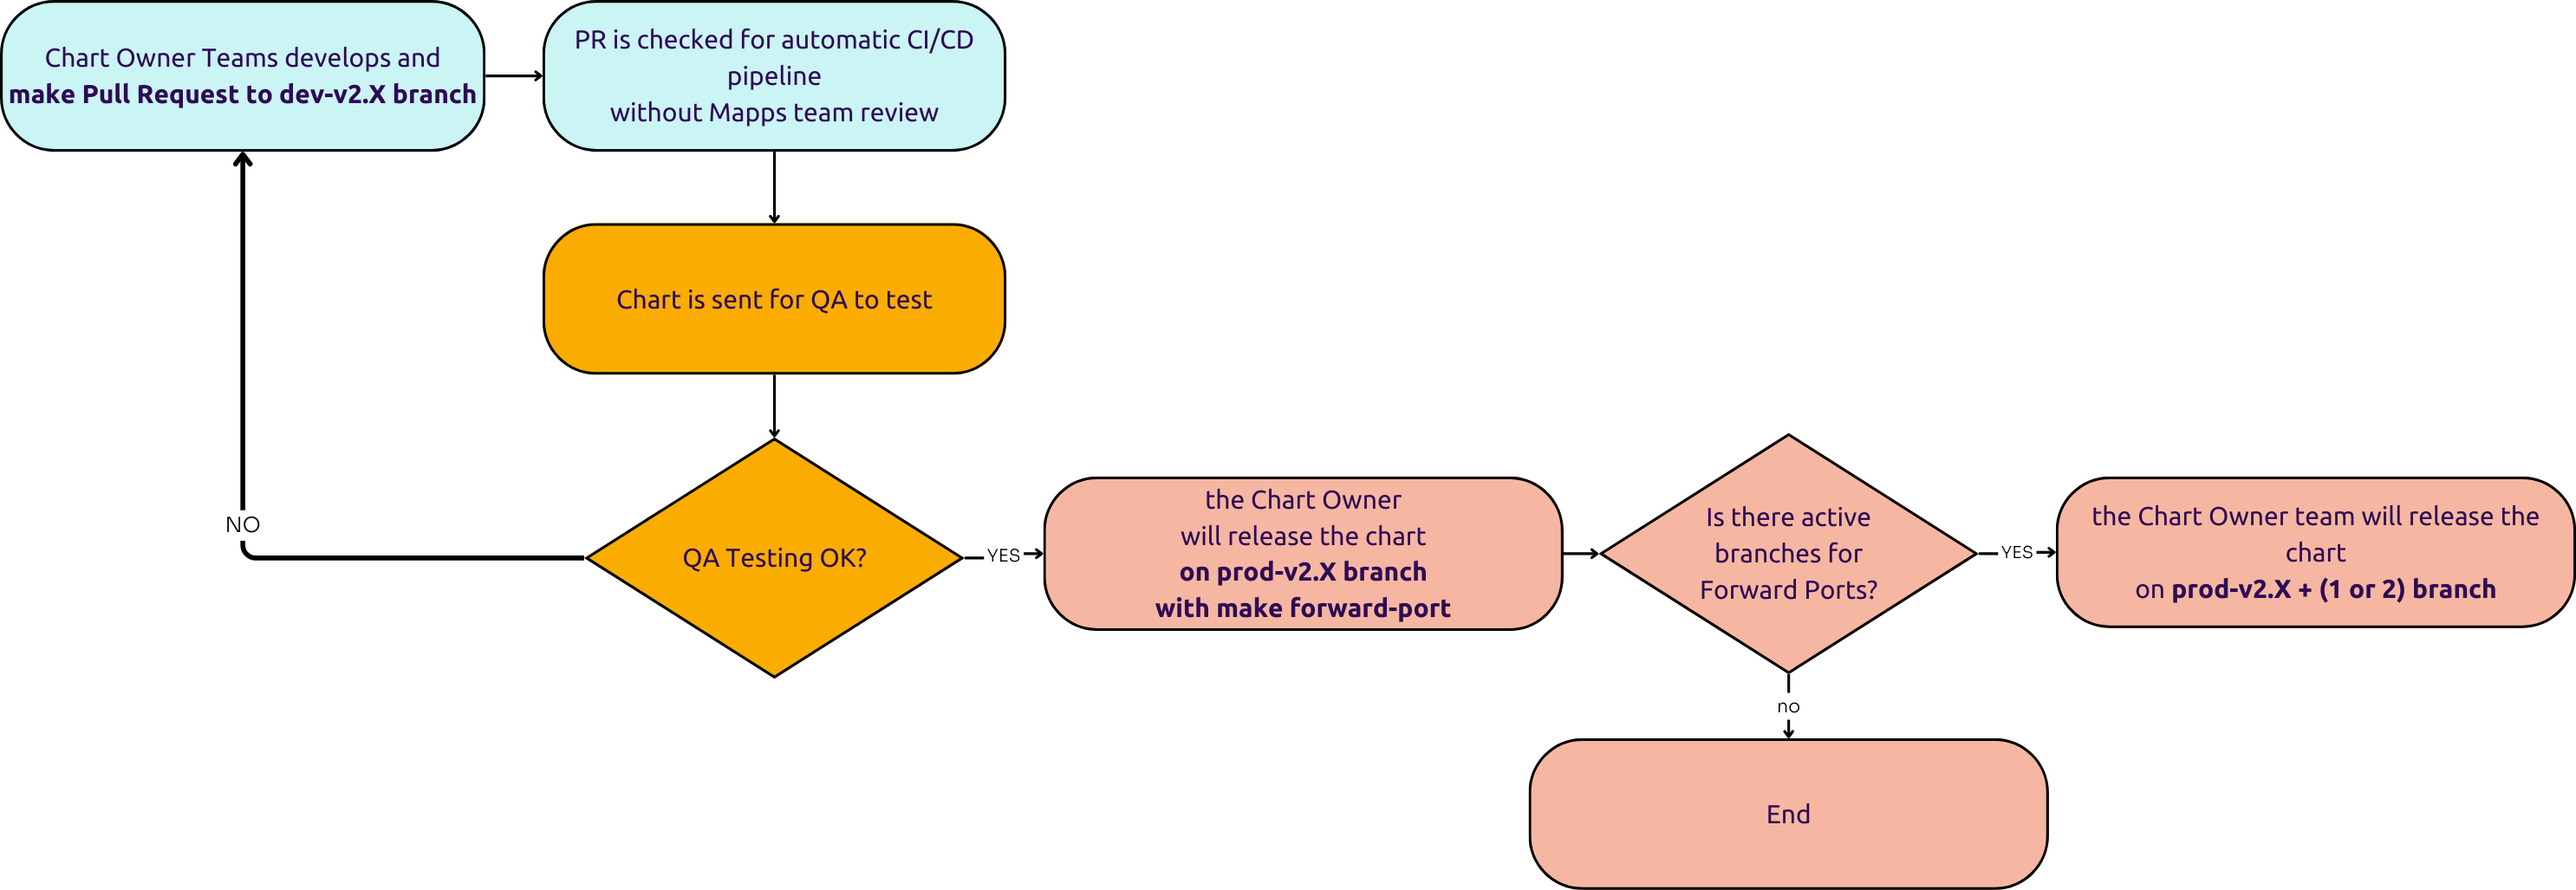 Chart Owner Teams develops and
make Pull Request to dev-v2.X branch
PR is checked for automatic CI/CD
pipeline
without Mapps team review
Chart is sent for QA to test
QA Testing OK?
NO
YES
the Chart Owner
will release the chart
on prod-v2.X branch
with make forward-port
Is there active
branches for
Forward Ports?
YES
the Chart Owner team will release the
chart
on prod-v2.X + (1 or 2) branch
no
End